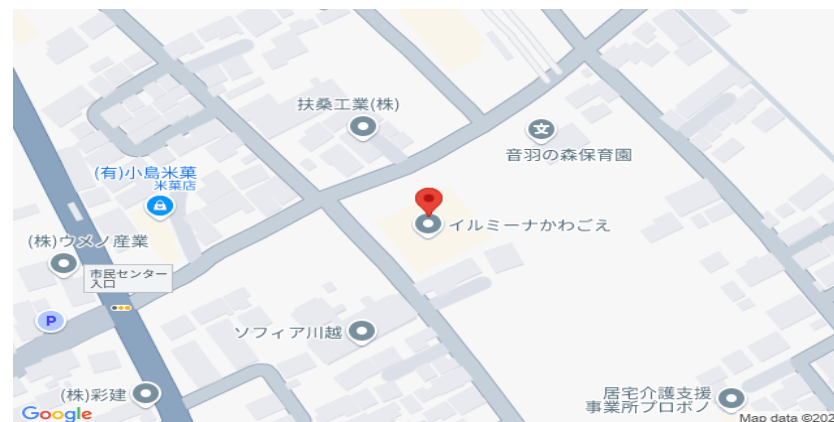 扶桑工業(株)
音羽の森保育園
(有)小島米菓
米菓店
イルミーナかわごえ
(株)ウメノ産業
市民センター
入口
P
ソフィア川越
(株)彩建
居宅介護支援
事業所プロボノ
Google
Map data ©202